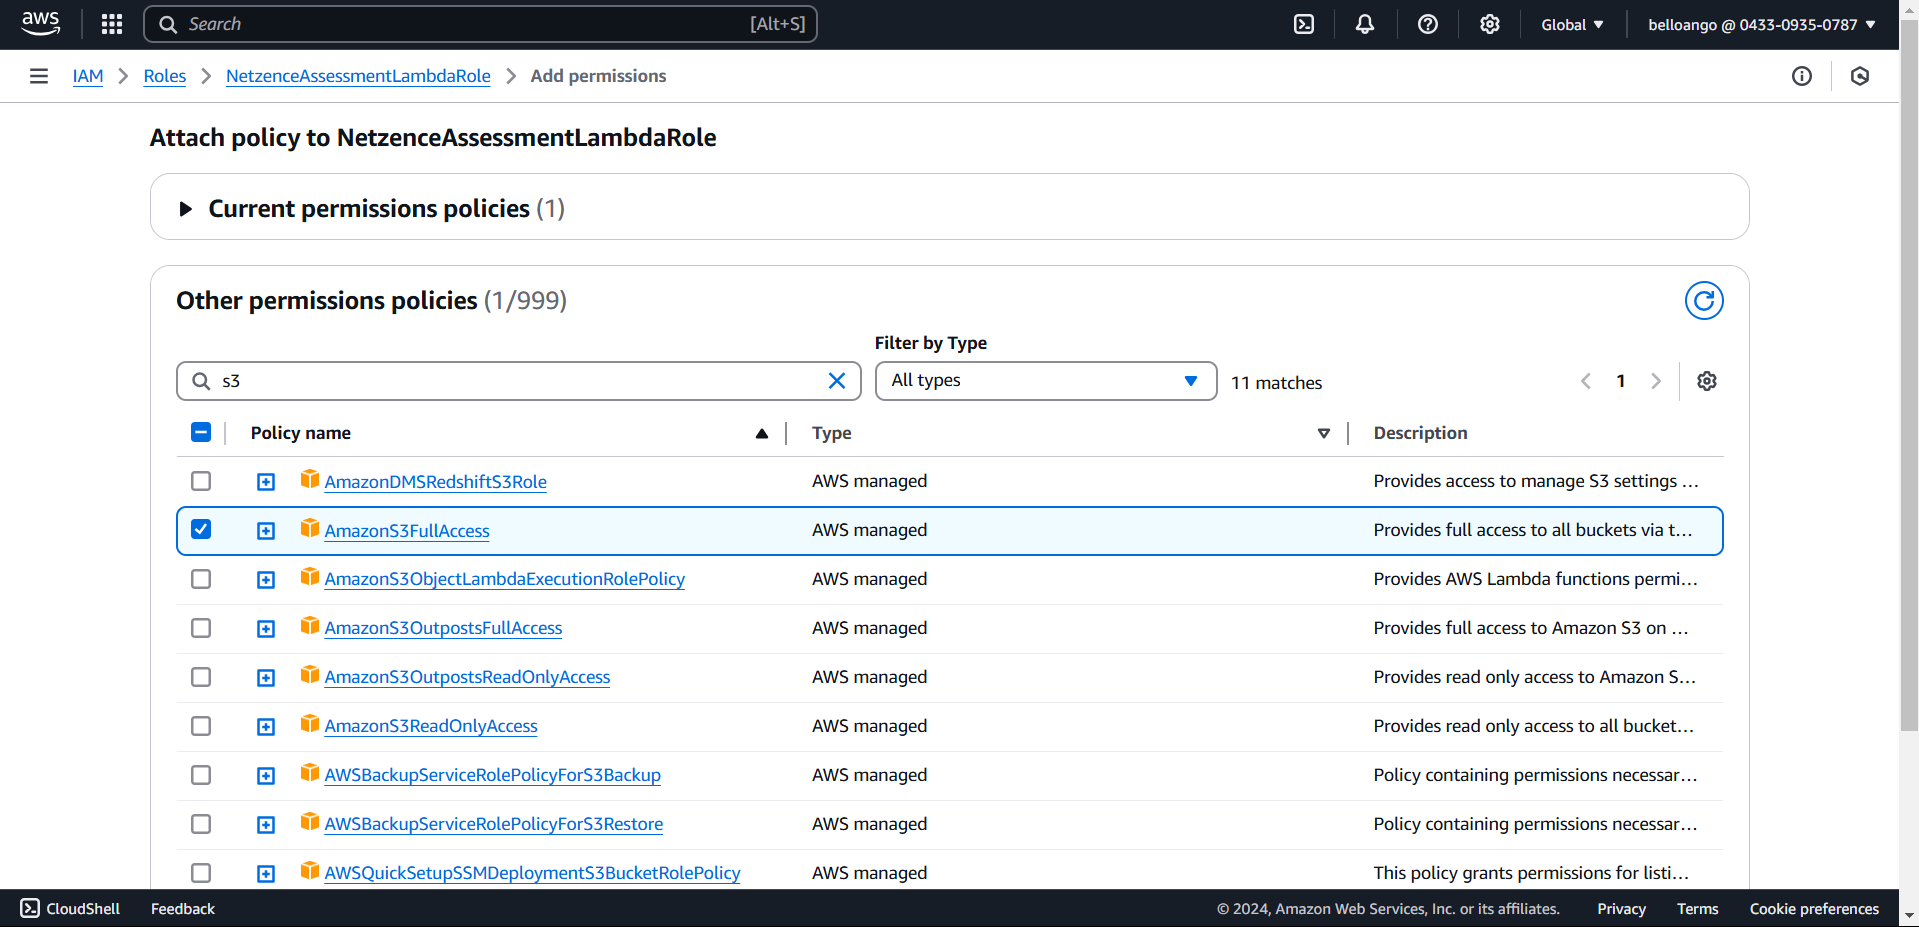 aws Search [Alt+S] Global belloango @ 0433-0935-0787
IAM Roles NetzenceAssessmentLambdaRole Add permissions
Attach policy to NetzenceAssessmentLambdaRole
Current permissions policies (1)
Other permissions policies (1/999)
Filter by Type
s3 All types 11 matches 1
Policy name Type Description
AmazonDMSRedshiftS3Role AWS managed Provides access to manage S3 settings ...
AmazonS3FullAccess AWS managed Provides full access to all buckets via t...
AmazonS3ObjectLambdaExecutionRolePolicy AWS managed Provides AWS Lambda functions permi...
AmazonS3OutpostsFullAccess AWS managed Provides full access to Amazon S3 on ...
AmazonS3OutpostsReadOnlyAccess AWS managed Provides read only access to Amazon S...
AmazonS3ReadOnlyAccess AWS managed Provides read only access to all bucket...
AWSBackupServiceRolePolicyForS3Backup AWS managed Policy containing permissions necessar...
AWSBackupServiceRolePolicyForS3Restore AWS managed Policy containing permissions necessar...
AWSQuickSetupSSMDeploymentS3BucketRolePolicy AWS managed This policy grants permissions for listi...
CloudShell Feedback © 2024, Amazon Web Services, Inc. or its affiliates. Privacy Terms Cookie preferences